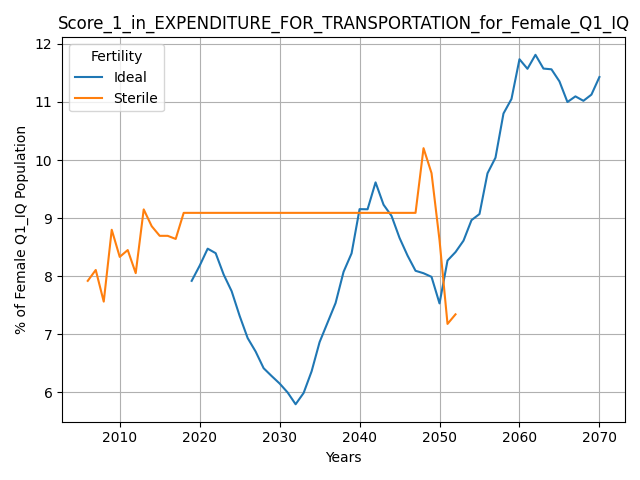 Score_1_in_EXPENDITURE_FOR_TRANSPORTATION_for_Female_Q1_IQ
Fertility
Ideal
Sterile
% of Female Q1_IQ Population
12
11
10
9
8
7
6
2010 2020 2030 2040 2050 2060 2070
Years